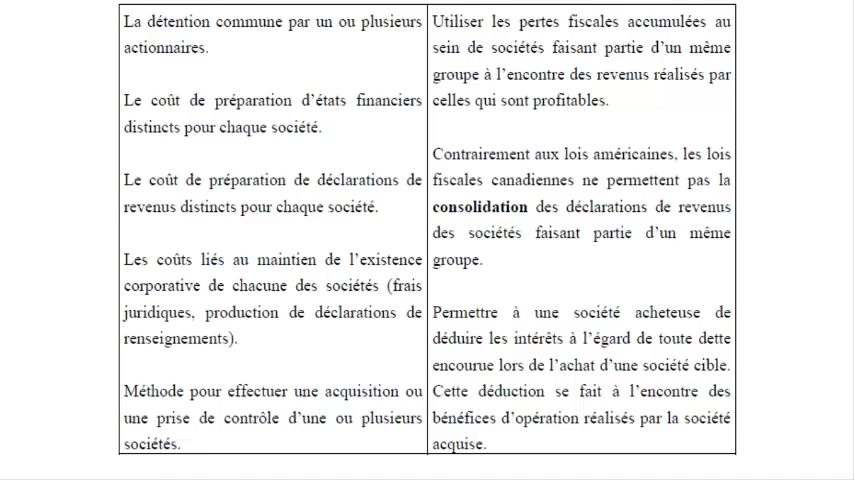 La détention commune par un ou plusieurs
actionnaires.
Le coût de préparation d'états financiers
distincts pour chaque société.
Le coût de préparation de déclarations de
revenus distincts pour chaque société.
Les coûts liés au maintien de l'existence
corporative de chacune des sociétés (frais
juridiques, production de déclarations de
renseignements).
Méthode pour effectuer une acquisition ou
une prise de contrôle d'une ou plusieurs
sociétés.
Utiliser les pertes fiscales accumulées au
sein de sociétés faisant partie d'un même
groupe à l'encontre des revenus réalisés par
celles qui sont profitables.
Contrairement aux lois américaines, les lois
fiscales canadiennes ne permettent pas la
consolidation des déclarations de revenus
des sociétés faisant partie d'un même
groupe.
Permettre à une société acheteuse de
déduire les intérêts à l'égard de toute dette
encourue lors de l'achat d'une société cible.
Cette déduction se fait à l'encontre des
bénéfices d'opération réalisés par la société
acquise.